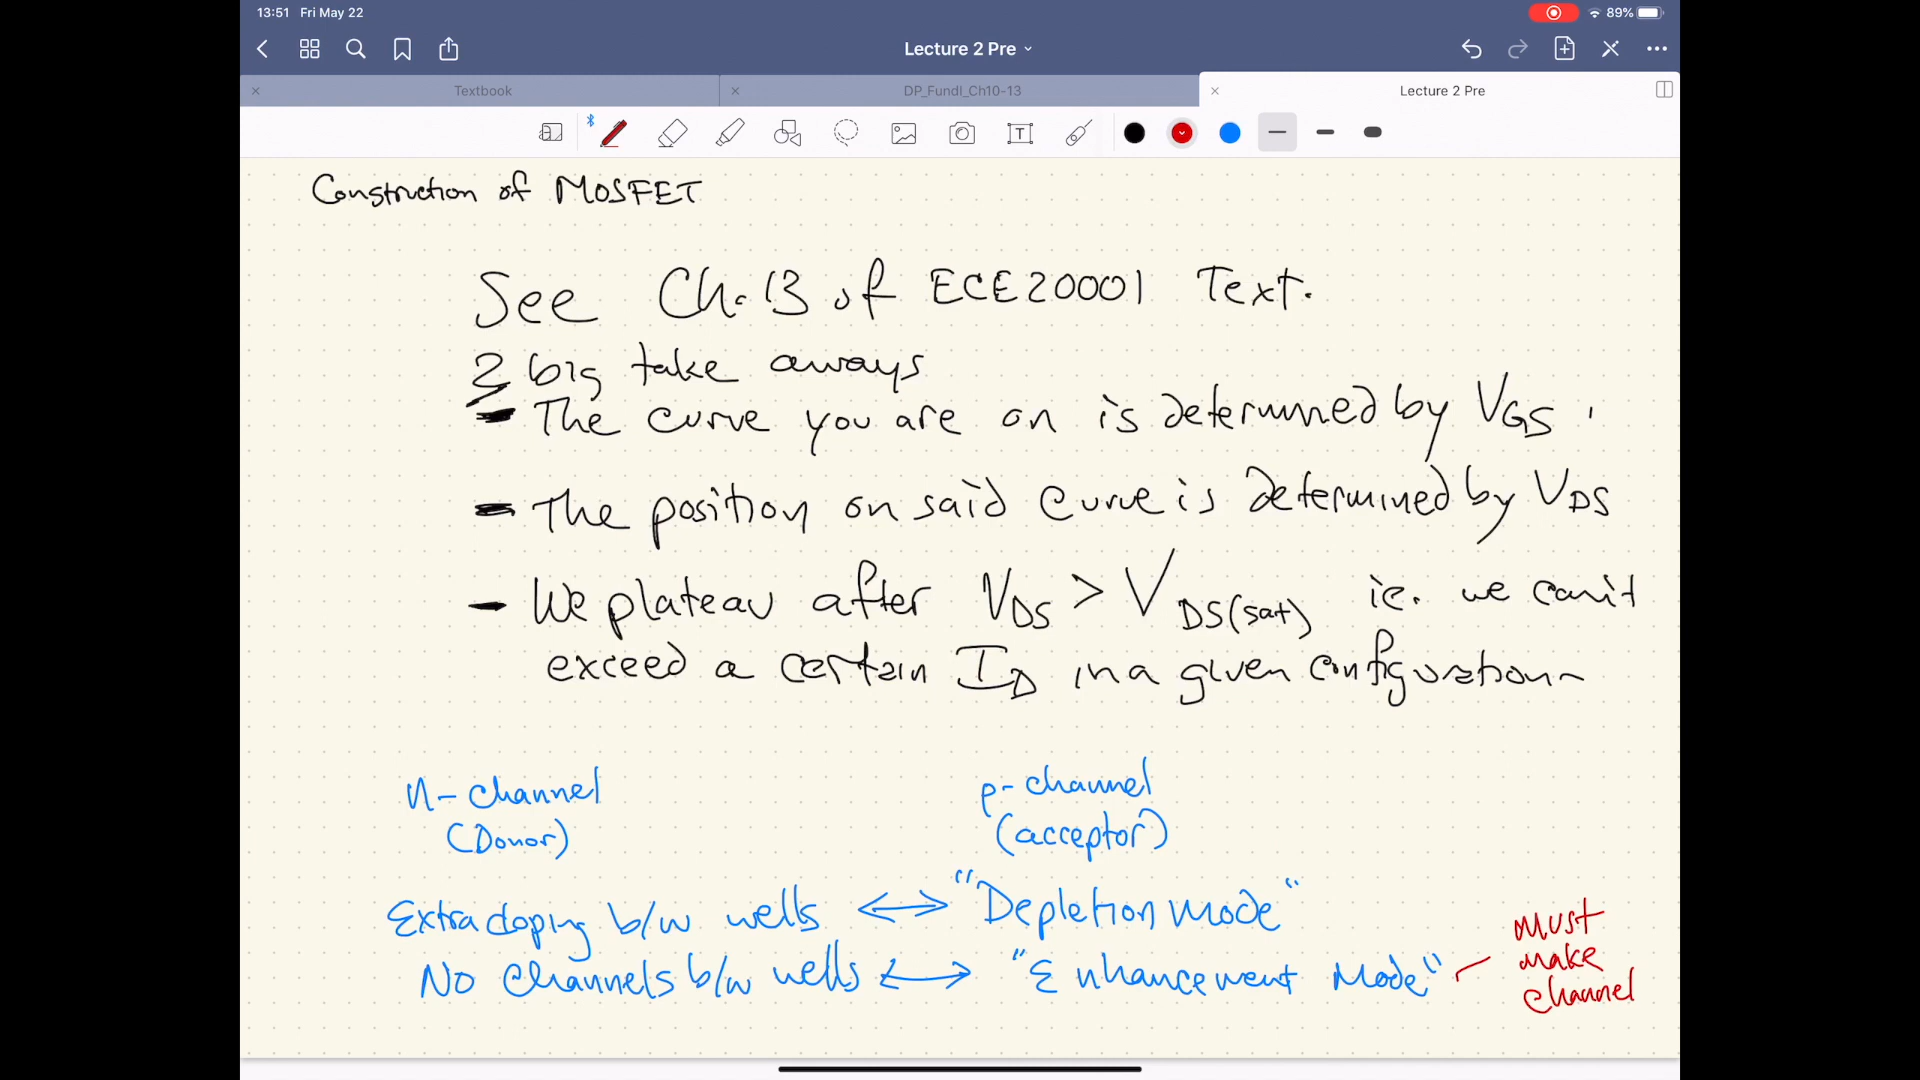 13:51 Fri May 22
89%
Lecture 2 Pre
Textbook
DP_Fundl_Ch10-13
Lecture 2 Pre
Construction of MOSFET
See Ch. 13 of ECE20001 Text.
2 big take aways
- The curve you are on is determined by VGS.
- The position on said curve is determined by VDS
- We plateau after VDS > VDS(sat) ie. we can't
exceed a certain ID in a given configuration-
n-channel
(Donor)
p-channel
(acceptor)
Extra doping b/w wells <=> "Depletion mode"
No channels b/w wells <-> "Enhancement Mode" - Must
make
channel